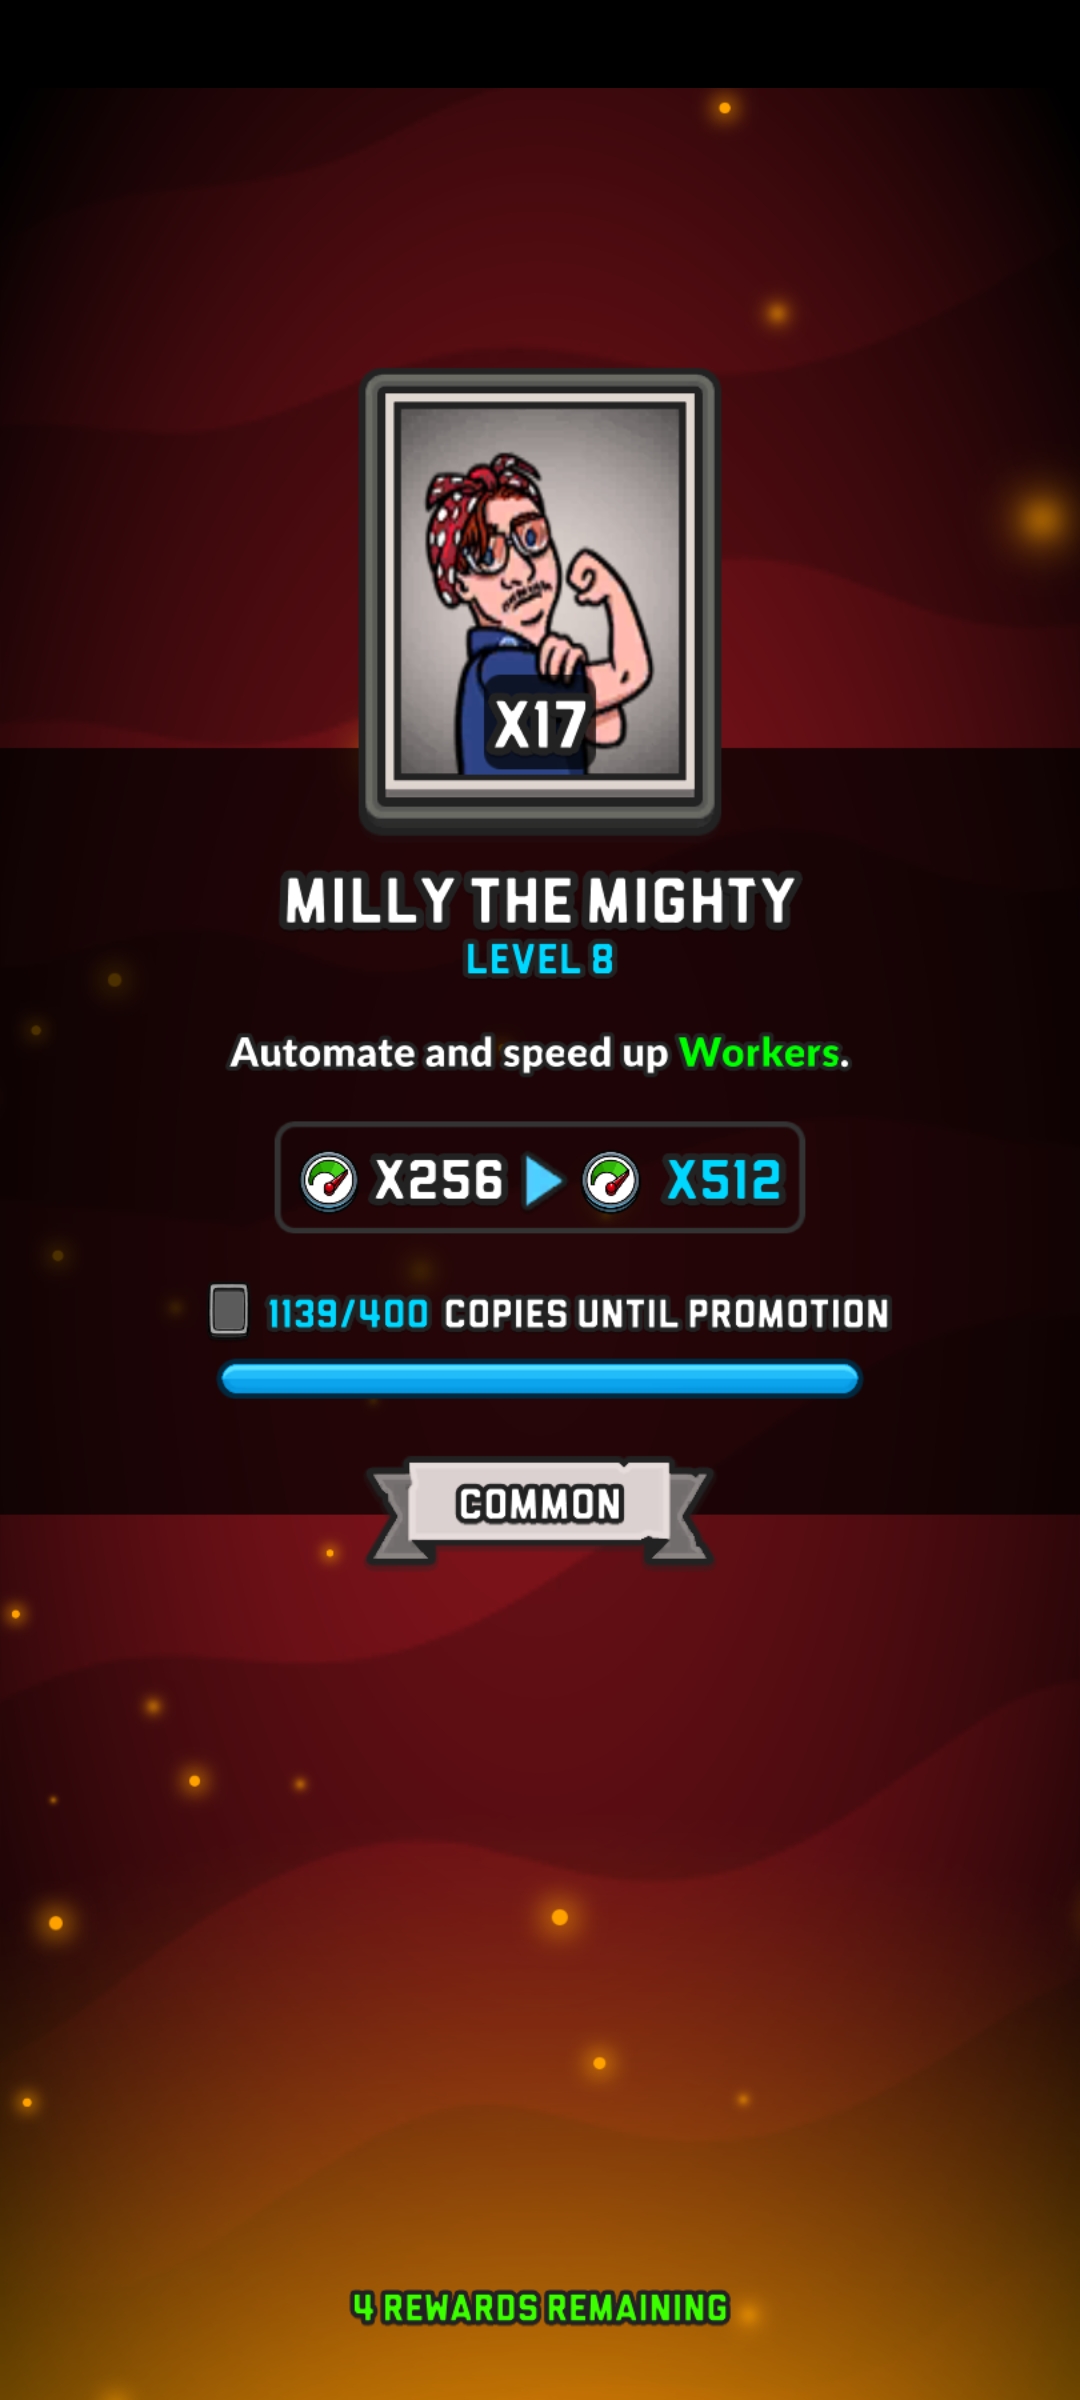 X17
MILLY THE MIGHTY
LEVEL 8
Automate and speed up Workers.
X256 X512
1139/400 COPIES UNTIL PROMOTION
COMMON
4 REWARDS REMAINING